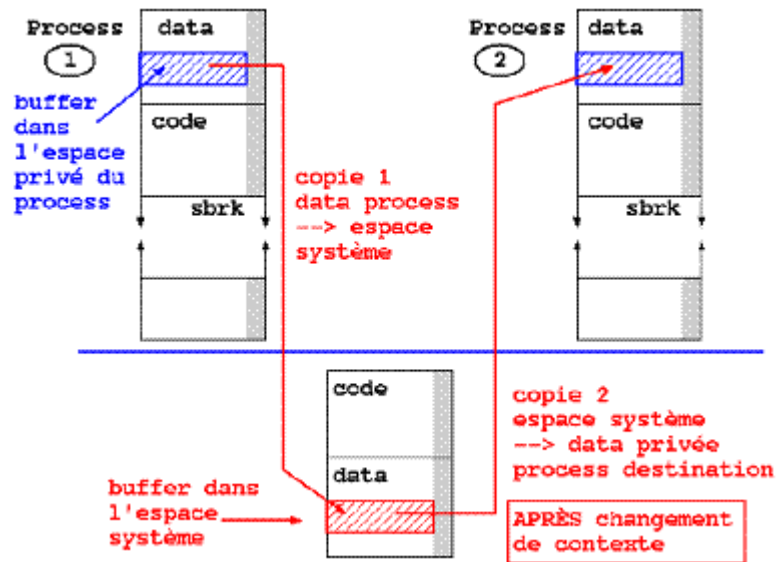 Process
1
data
buffer
dans
l'espace
privé du
process
code
sbrk
copie 1
data process
--> espace
système
Process
2
data
code
sbrk
code
data
buffer dans
l'espace
système
copie 2
espace système
--> data privée
process destination
APRÈS changement
de contexte